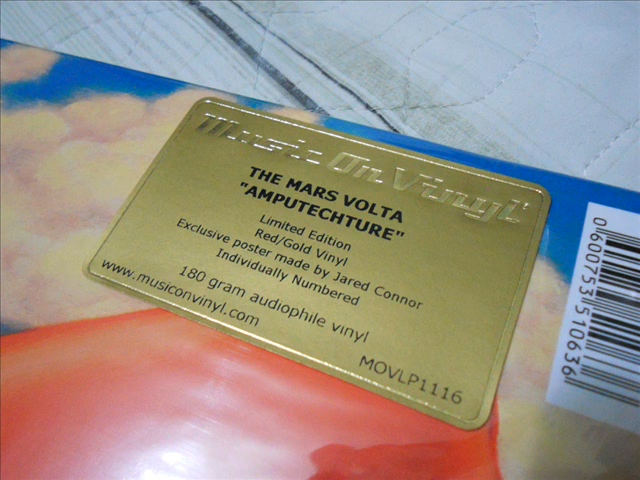 Music On Vinyl
THE MARS VOLTA
"AMPUTECHTURE"
Limited Edition
Red/Gold Vinyl
Exclusive poster made by Jared Connor
Individually Numbered
180 gram audiophile vinyl
www.musiconvinyl.com
MOVLP1116
0600753510636